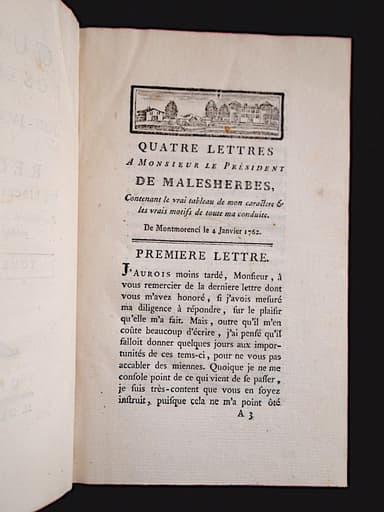 QUATRE LETTRES
A MONSIEUR LE PRÉSIDENT
DE MALESHERBES,
Contenant le vrai tableau de mon caractere &
les vrais motifs de toute ma conduite.
De Montmorenci le 4 Janvier 1762.
PREMIERE LETTRE.
J'AUROIS moins tardé, Monsieur, à
vous remercier de la derniere lettre dont
vous m'avez honoré, si j'avois mesuré
ma diligence à répondre, sur le plaisir
qu'elle m'a fait. Mais, outre qu'il m'en
coûte beaucoup d'écrire, j'ai pensé qu'il
falloit donner quelques jours aux impor-
tunités de ces tems-ci, pour ne vous pas
accabler des miennes. Quoique je ne me
console point de ce qui vient de se passer,
je suis très-content que vous en soyez
instruit, puisque cela ne m'a point ôté
A 3